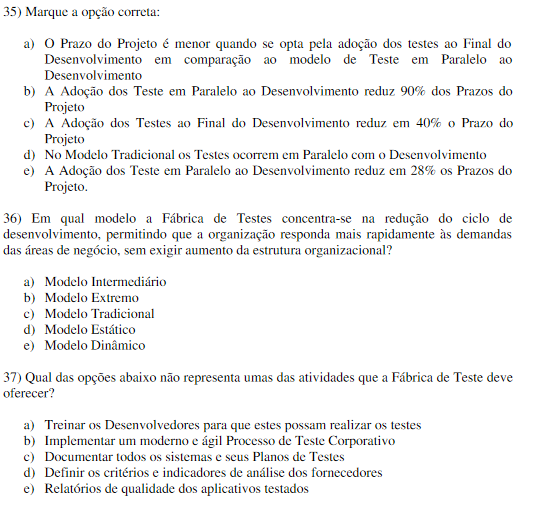 35) Marque a opção correta:
a) O Prazo do Projeto é menor quando se opta pela adoção dos testes ao Final do
Desenvolvimento em comparação ao modelo de Teste em Paralelo ao
Desenvolvimento
b) A Adoção dos Teste em Paralelo ao Desenvolvimento reduz 90% dos Prazos do
Projeto
c) A Adoção dos Testes ao Final do Desenvolvimento reduz em 40% o Prazo do
Projeto
d) No Modelo Tradicional os Testes ocorrem em Paralelo com o Desenvolvimento
e) A Adoção dos Teste em Paralelo ao Desenvolvimento reduz em 28% os Prazos do
Projeto.
36) Em qual modelo a Fábrica de Testes concentra-se na redução do ciclo de
desenvolvimento, permitindo que a organização responda mais rapidamente às demandas
das áreas de negócio, sem exigir aumento da estrutura organizacional?
a) Modelo Intermediário
b) Modelo Extremo
c) Modelo Tradicional
d) Modelo Estático
e) Modelo Dinâmico
37) Qual das opções abaixo não representa umas das atividades que a Fábrica de Teste deve
oferecer?
a) Treinar os Desenvolvedores para que estes possam realizar os testes
b) Implementar um moderno e ágil Processo de Teste Corporativo
c) Documentar todos os sistemas e seus Planos de Testes
d) Definir os critérios e indicadores de análise dos fornecedores
e) Relatórios de qualidade dos aplicativos testados